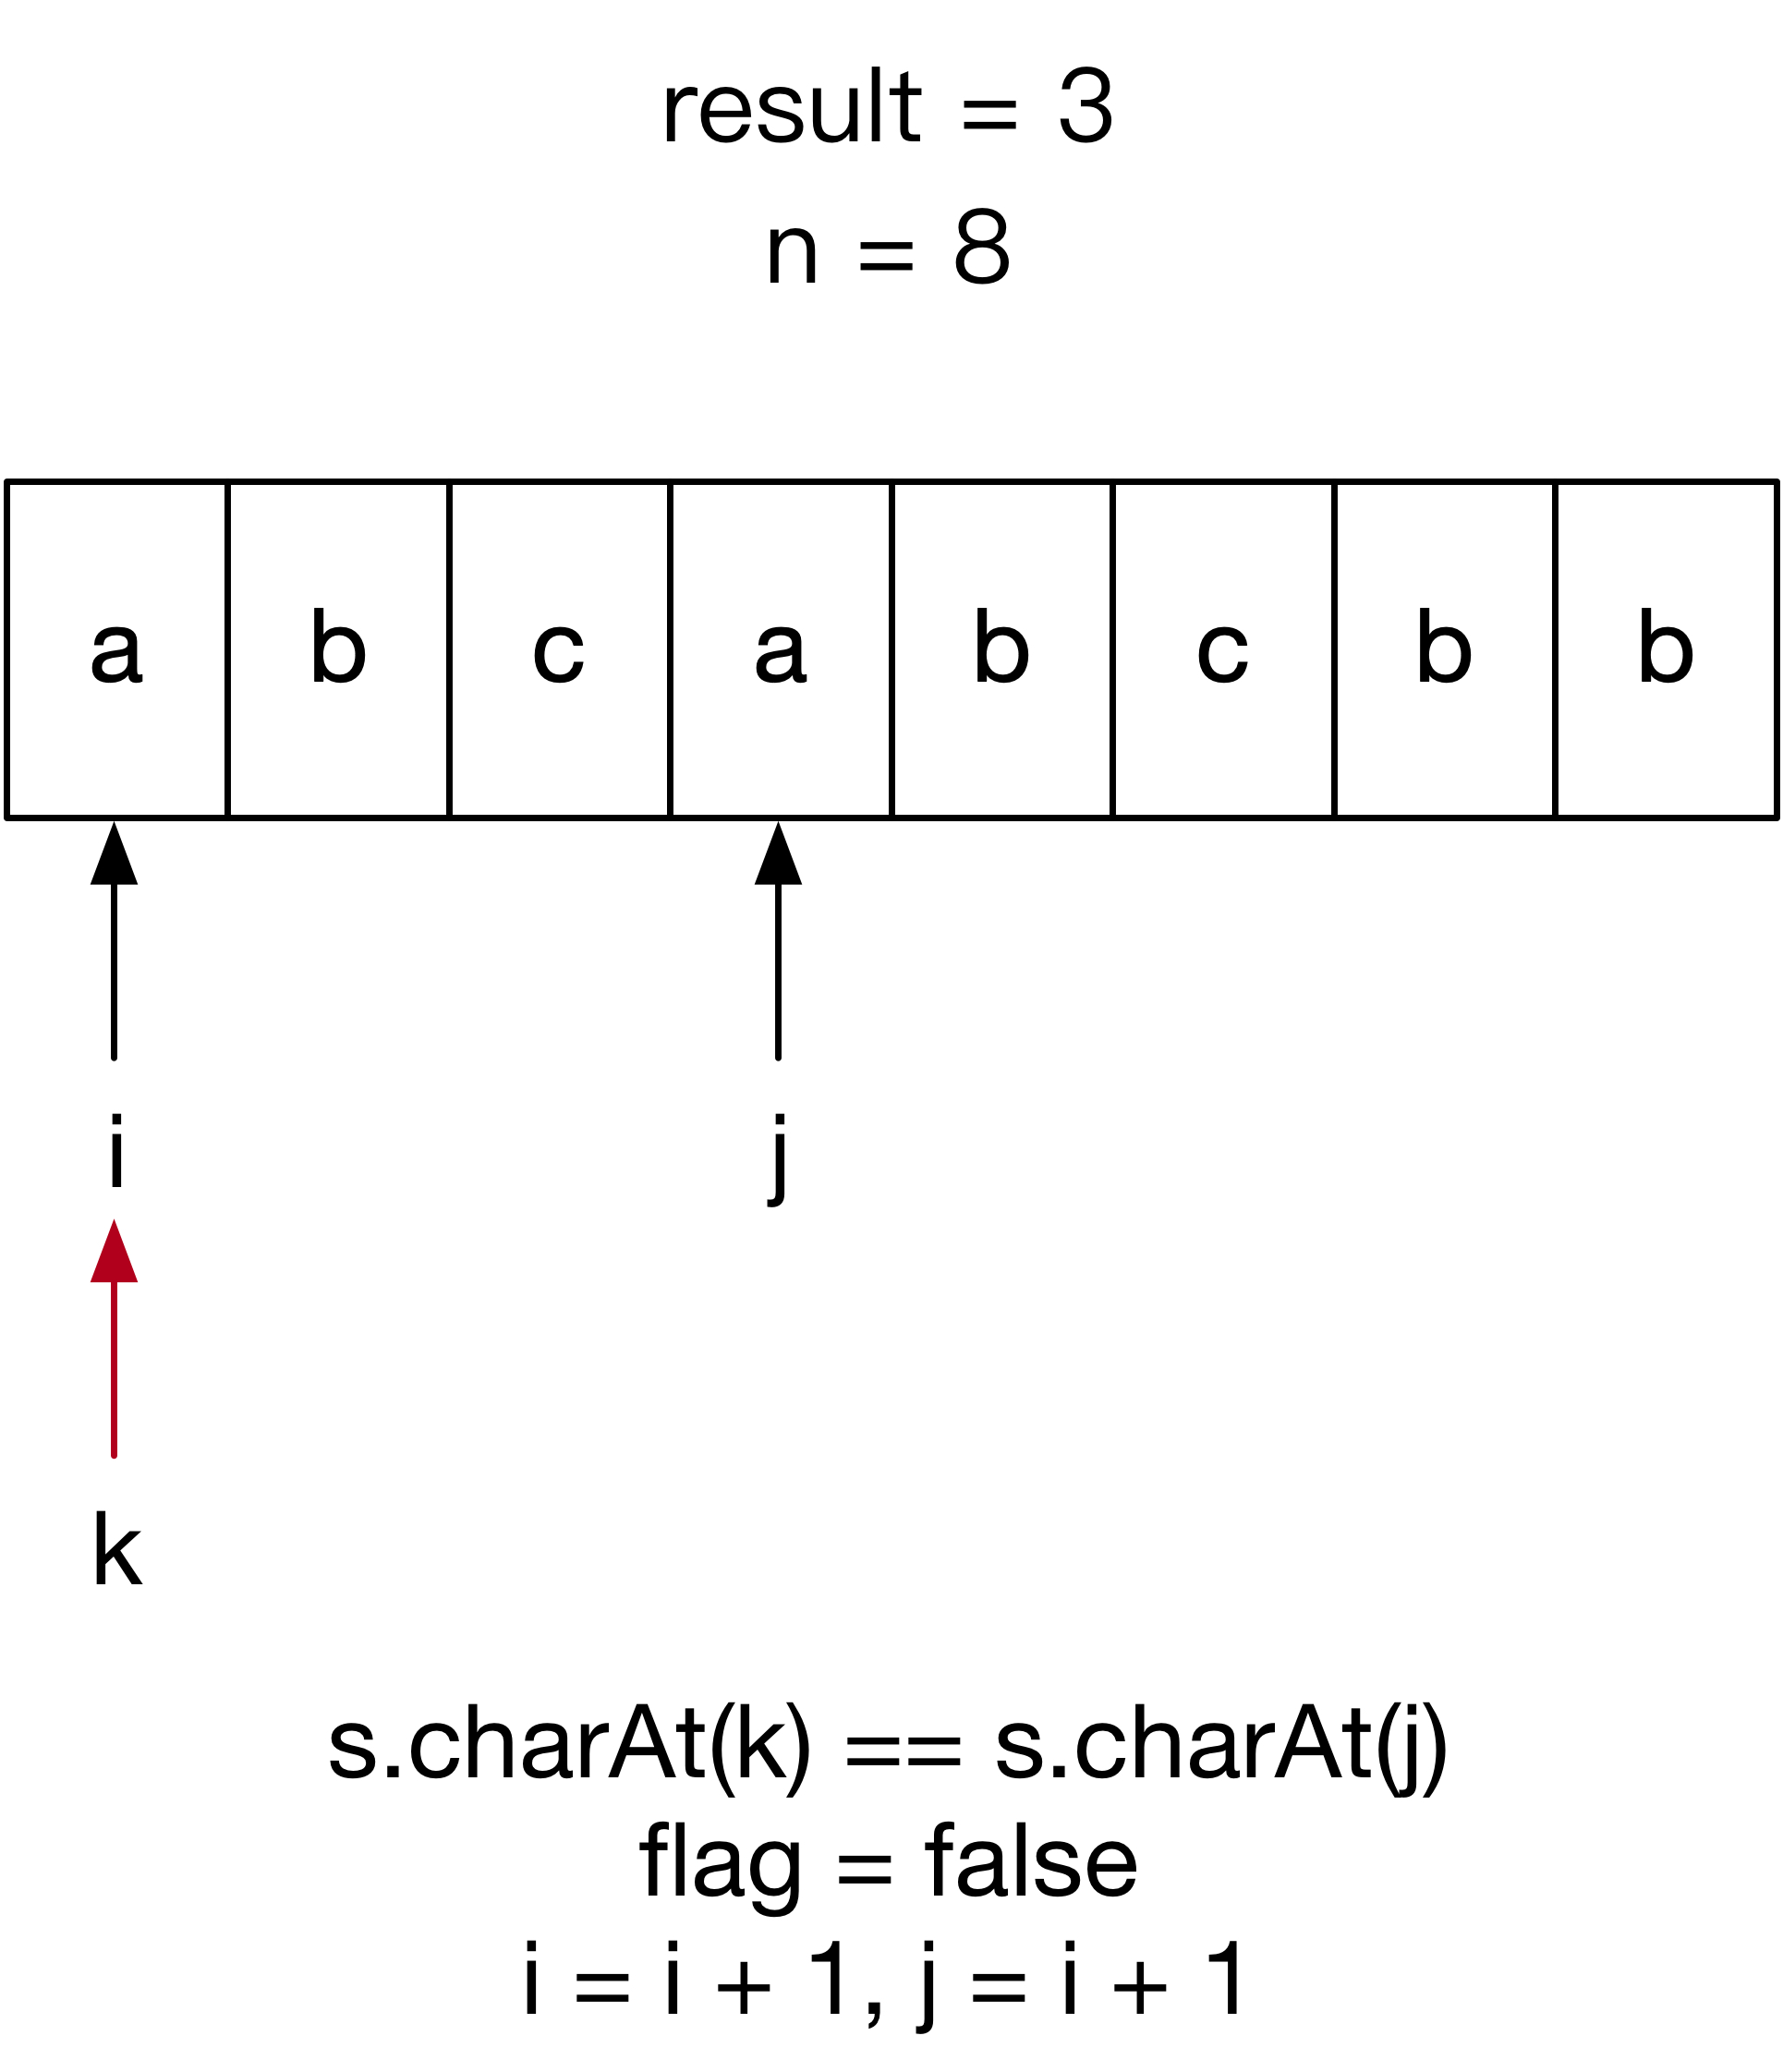 result = 3
n = 8
a b c a b c b b
i j
k
s.charAt(k) == s.charAt(j)
flag = false
i = i + 1, j = i + 1